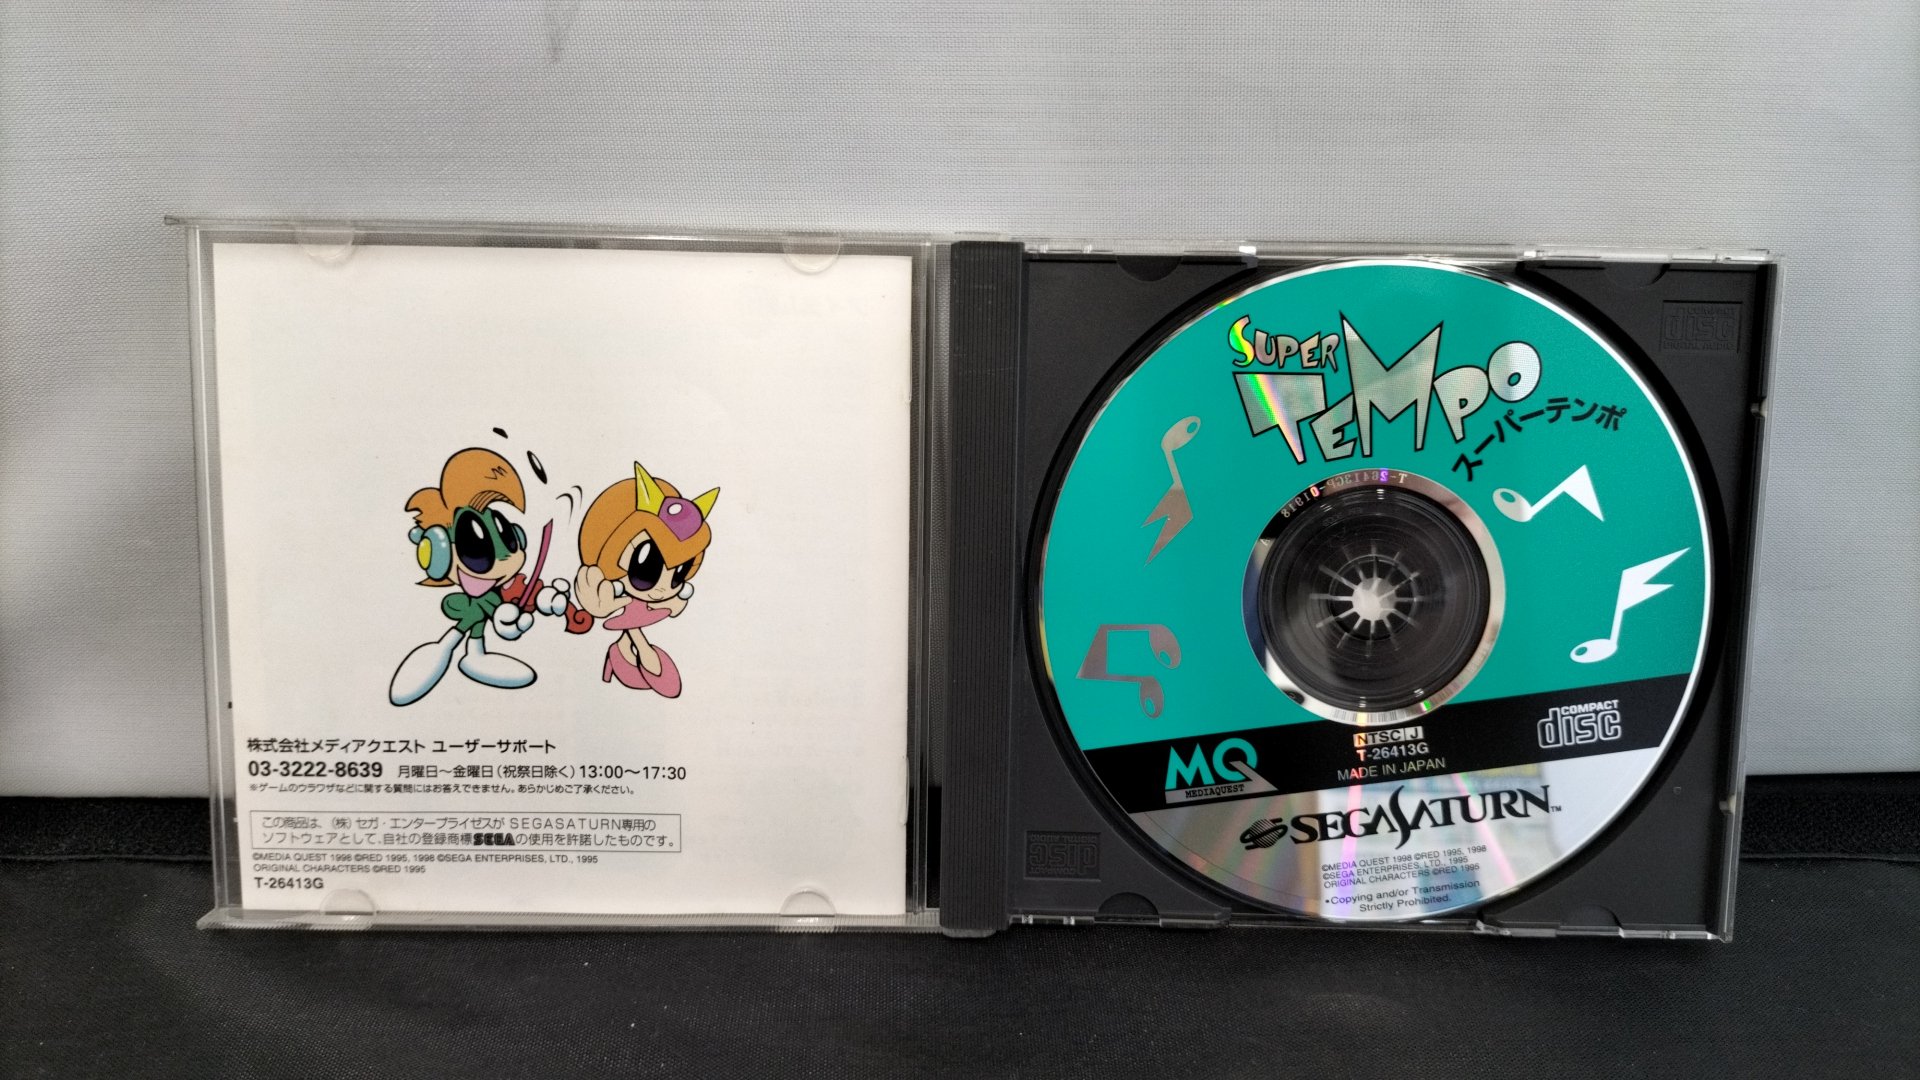 株式会社メディアクエスト ユーザーサポート
03-3222-8639 月曜日～金曜日(祝祭日除く)13:00～17:30
※ゲームのウラワザなどに関する質問にはお答えできません。あらかじめご了承ください。
この商品は、(株)セガ・エンタープライゼスがSEGASATURN専用の
ソフトウェアとして、自社の登録商標SEGAの使用を許諾したものです。
©MEDIA QUEST 1998 ©RED 1995, 1998 ©SEGA ENTERPRISES, LTD., 1995
ORIGINAL CHARACTERS ©RED 1995
T-26413G
SUPER
TEMPO
スーパーテンポ
MQ
MEDIAQUEST
NTSC J
T-26413G
MADE IN JAPAN
COMPACT
disc
SEGASATURN™
©MEDIA QUEST 1998 ©RED 1995, 1998
©SEGA ENTERPRISES, LTD., 1995
ORIGINAL CHARACTERS ©RED 1995
•Copying and/or Transmission
Strictly Prohibited.